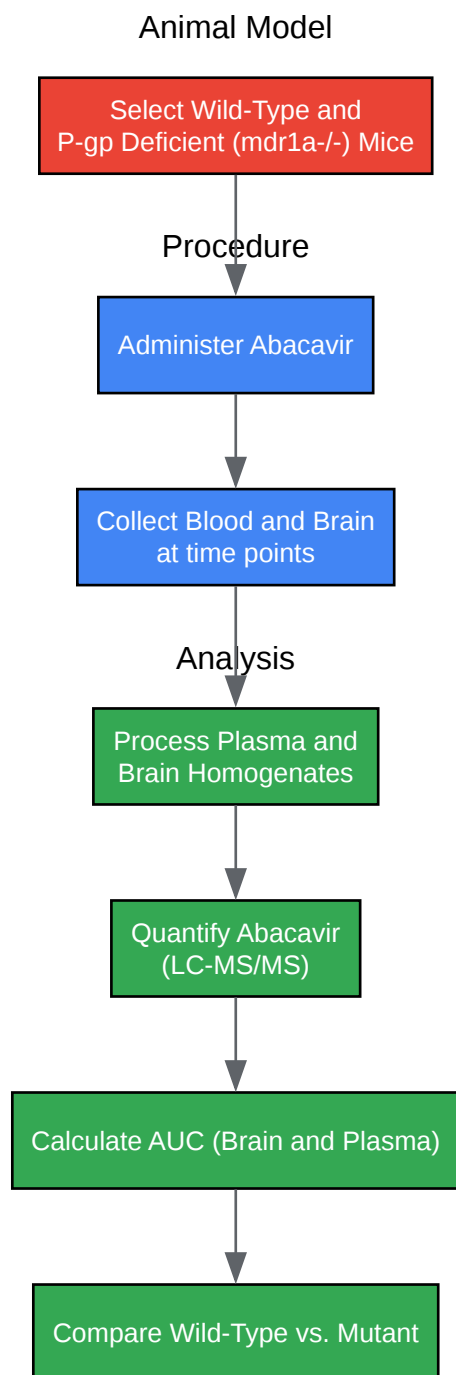 Animal Model
Select Wild-Type and
P-gp Deficient (mdr1a-/-) Mice
Procedure
Administer Abacavir
Collect Blood and Brain
at time points
Analysis
Process Plasma and
Brain Homogenates
Quantify Abacavir
(LC-MS/MS)
Calculate AUC (Brain and Plasma)
Compare Wild-Type vs. Mutant